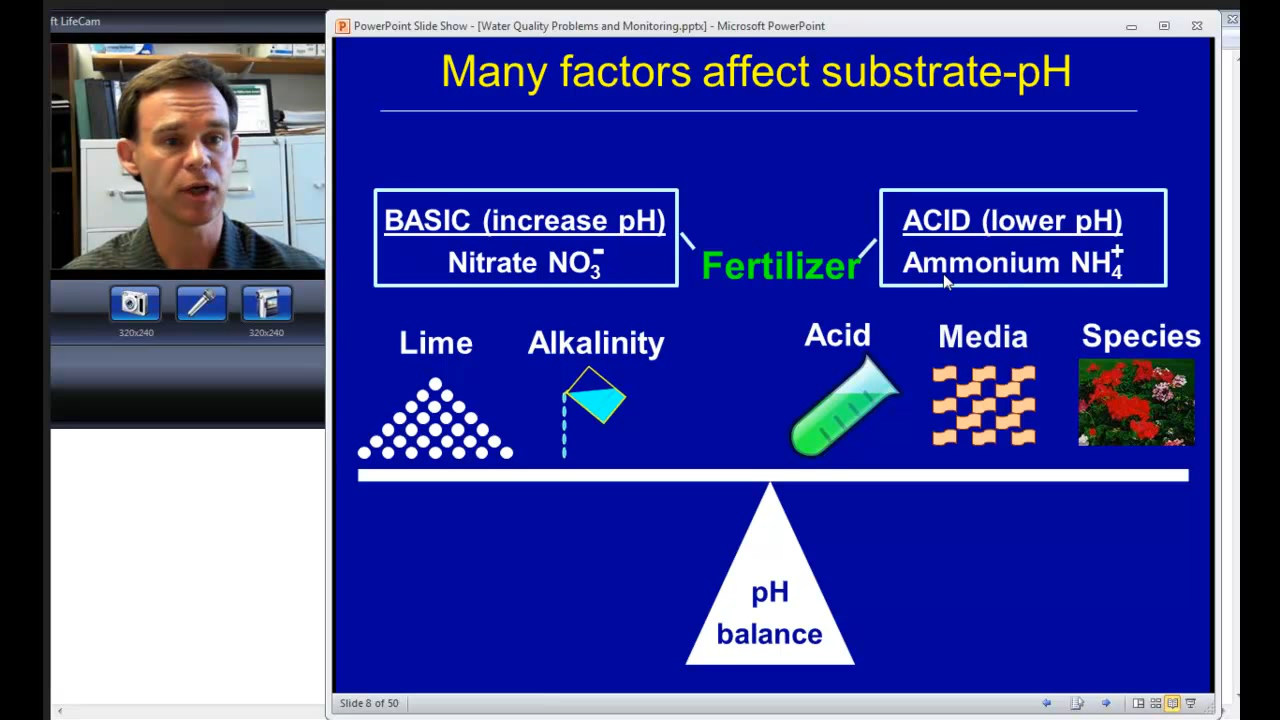 ft LifeCam
PowerPoint Slide Show - [Water Quality Problems and Monitoring.pptx] - Microsoft PowerPoint
Many factors affect substrate-pH
BASIC (increase pH)
Nitrate NO₃⁻
Fertilizer
ACID (lower pH)
Ammonium NH₄⁺
Lime
Alkalinity
Acid
Media
Species
320x240
320x240
pH
balance
Slide 8 of 50